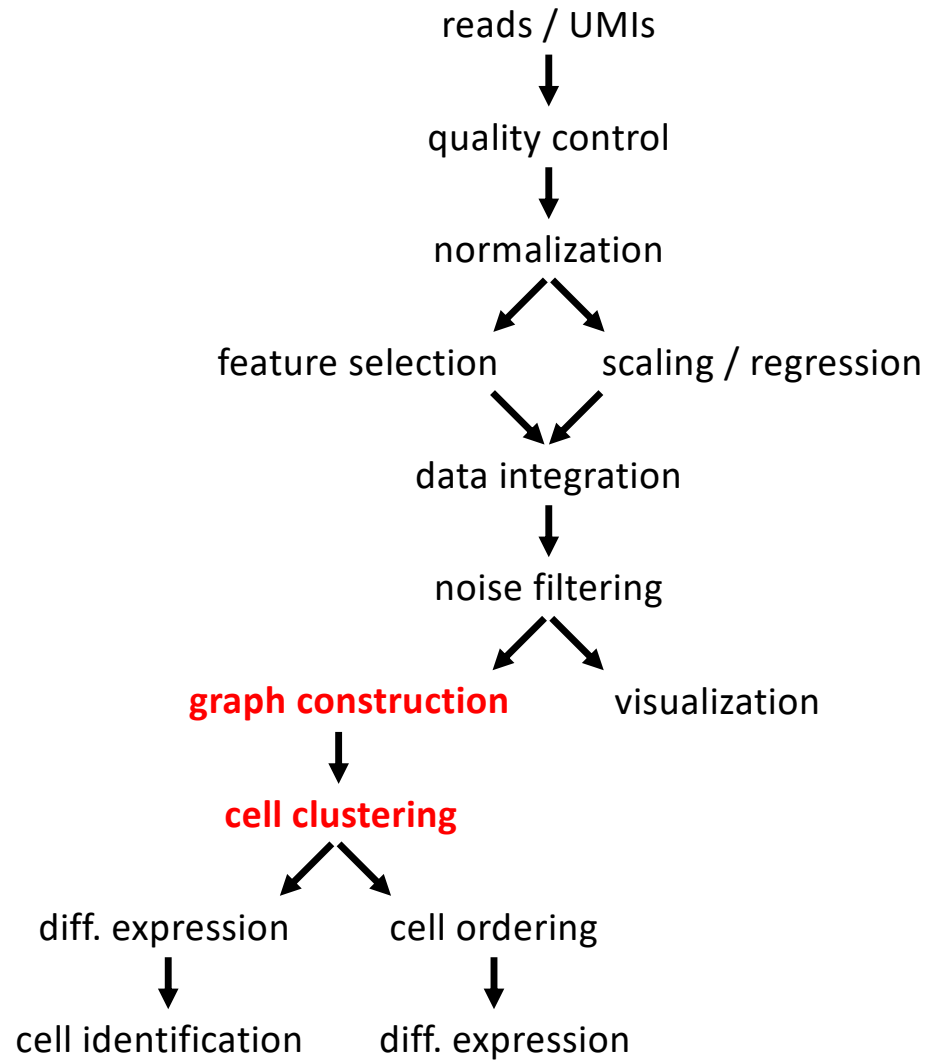 reads / UMIs
quality control
normalization
feature selection
scaling / regression
data integration
noise filtering
graph construction
visualization
cell clustering
diff. expression
cell ordering
cell identification
diff. expression